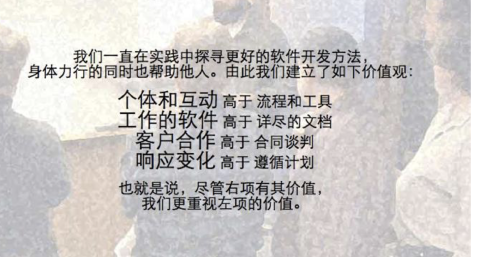 我们一直在实践中探寻更好的软件开发方法，
身体力行的同时也帮助他人。由此我们建立了如下价值观：
个体和互动 高于 流程和工具
工作的软件 高于 详尽的文档
客户合作 高于 合同谈判
响应变化 高于 遵循计划
也就是说，尽管右项有其价值，
我们更重视左项的价值。